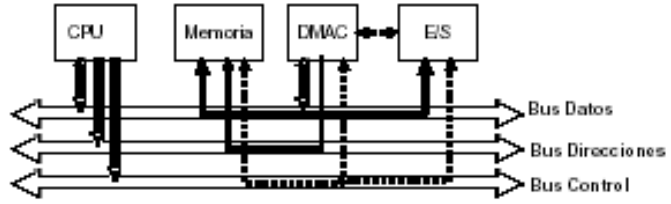 CPU
Memoria
DMAC
E/S
Bus Datos
Bus Direcciones
Bus Control